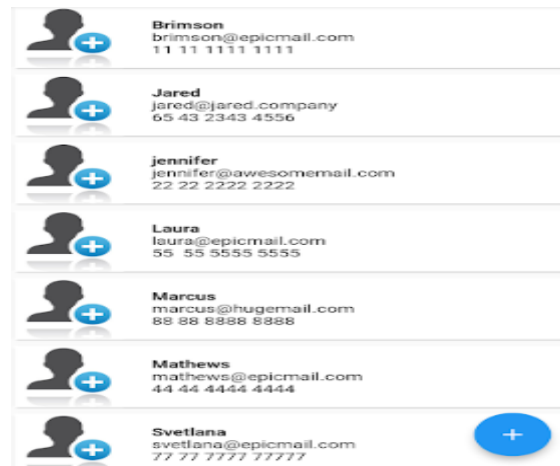 Brimson
brimson@epicmail.com
11 11 1111 1111
Jared
jared@jared.company
65 43 2343 4556
jennifer
jennifer@awesomemail.com
22 22 2222 2222
Laura
laura@epicmail.com
55  55 5555 5555
Marcus
marcus@hugemail.com
88 88 8888 8888
Mathews
mathews@epicmail.com
44 44 4444 4444
Svetlana
svetlana@epicmail.com
77 77 7777 77777